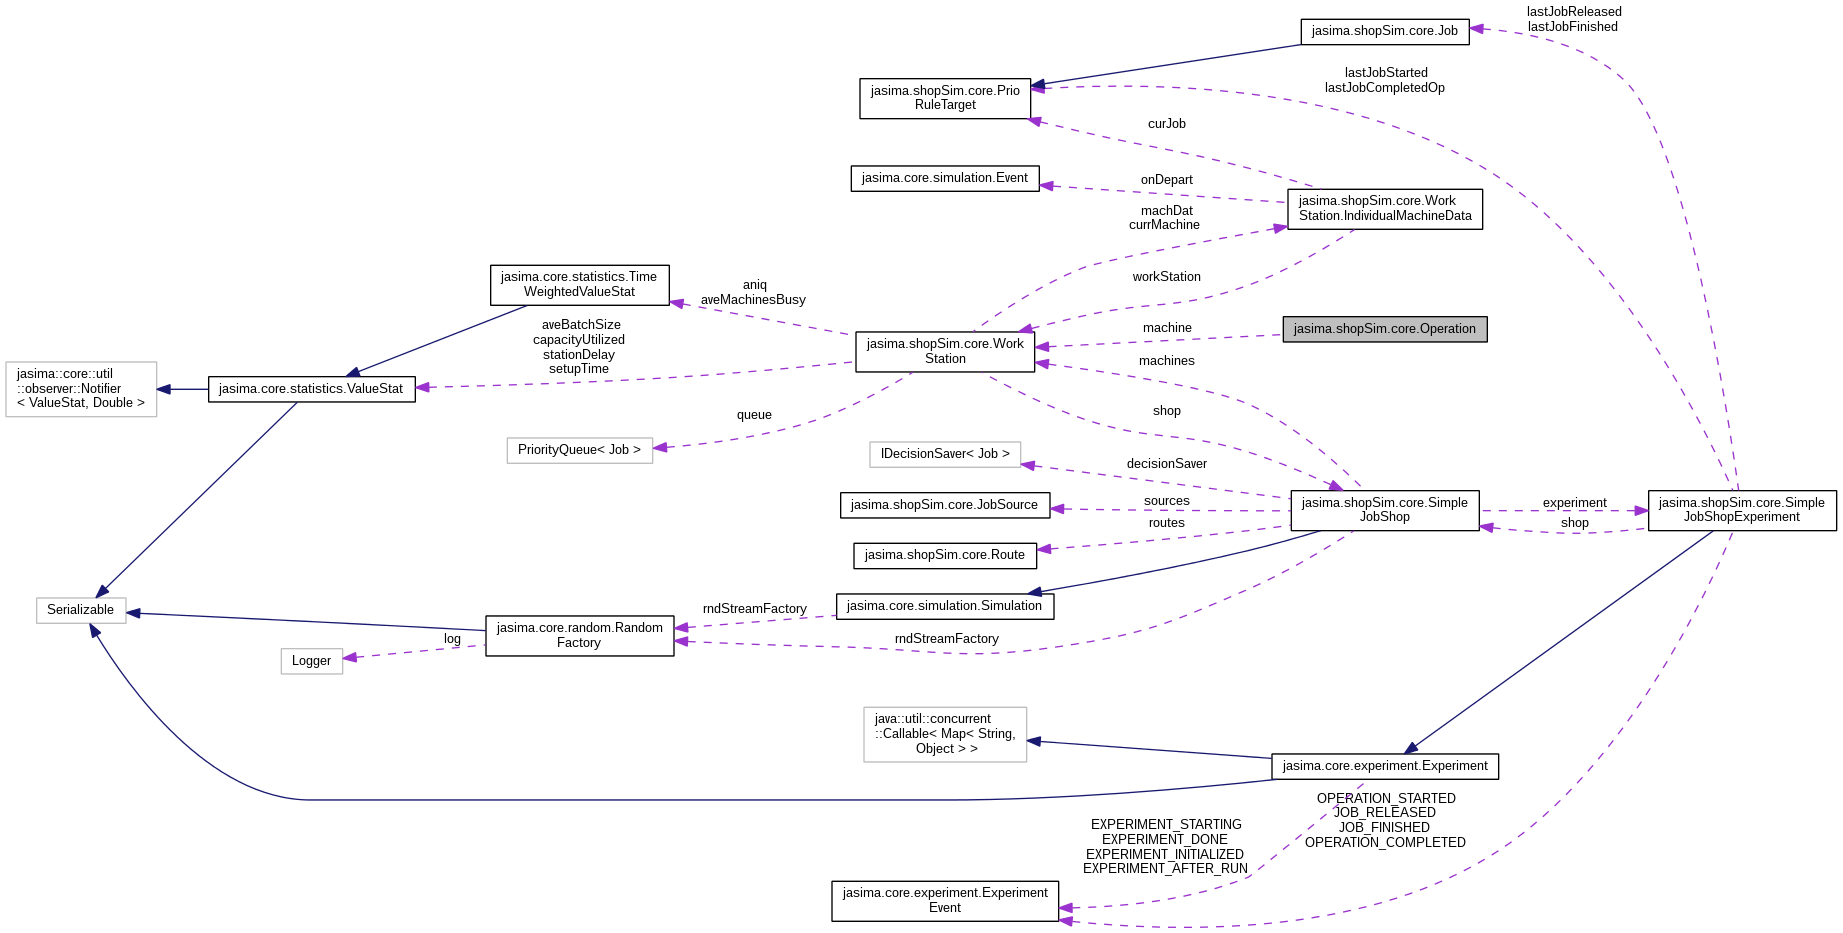 lastJobReleased
lastJobFinished
jasima.shopSim.core.Job
lastJobStarted
lastJobCompletedOp
jasima.shopSim.core.Prio
RuleTarget
curJob
jasima.core.simulation.Event
onDepart
jasima.shopSim.core.Work
Station.IndividualMachineData
machDat
currMachine
workStation
jasima.core.statistics.Time
WeightedValueStat
aniq
aveMachinesBusy
aveBatchSize
capacityUtilized
stationDelay
setupTime
jasima.shopSim.core.Work
Station
machine
jasima.shopSim.core.Operation
machines
jasima::core::util
::observer::Notifier
< ValueStat, Double >
jasima.core.statistics.ValueStat
queue
shop
PriorityQueue< Job >
IDecisionSaver< Job >
decisionSaver
jasima.shopSim.core.JobSource
sources
jasima.shopSim.core.Simple
JobShop
experiment
shop
jasima.shopSim.core.Simple
JobShopExperiment
routes
jasima.shopSim.core.Route
Serializable
jasima.core.random.Random
Factory
rndStreamFactory
jasima.core.simulation.Simulation
rndStreamFactory
log
Logger
java::util::concurrent
::Callable< Map< String,
Object > >
jasima.core.experiment.Experiment
OPERATION_STARTED
JOB_RELEASED
JOB_FINISHED
OPERATION_COMPLETED
EXPERIMENT_STARTING
EXPERIMENT_DONE
EXPERIMENT_INITIALIZED
EXPERIMENT_AFTER_RUN
jasima.core.experiment.Experiment
Event